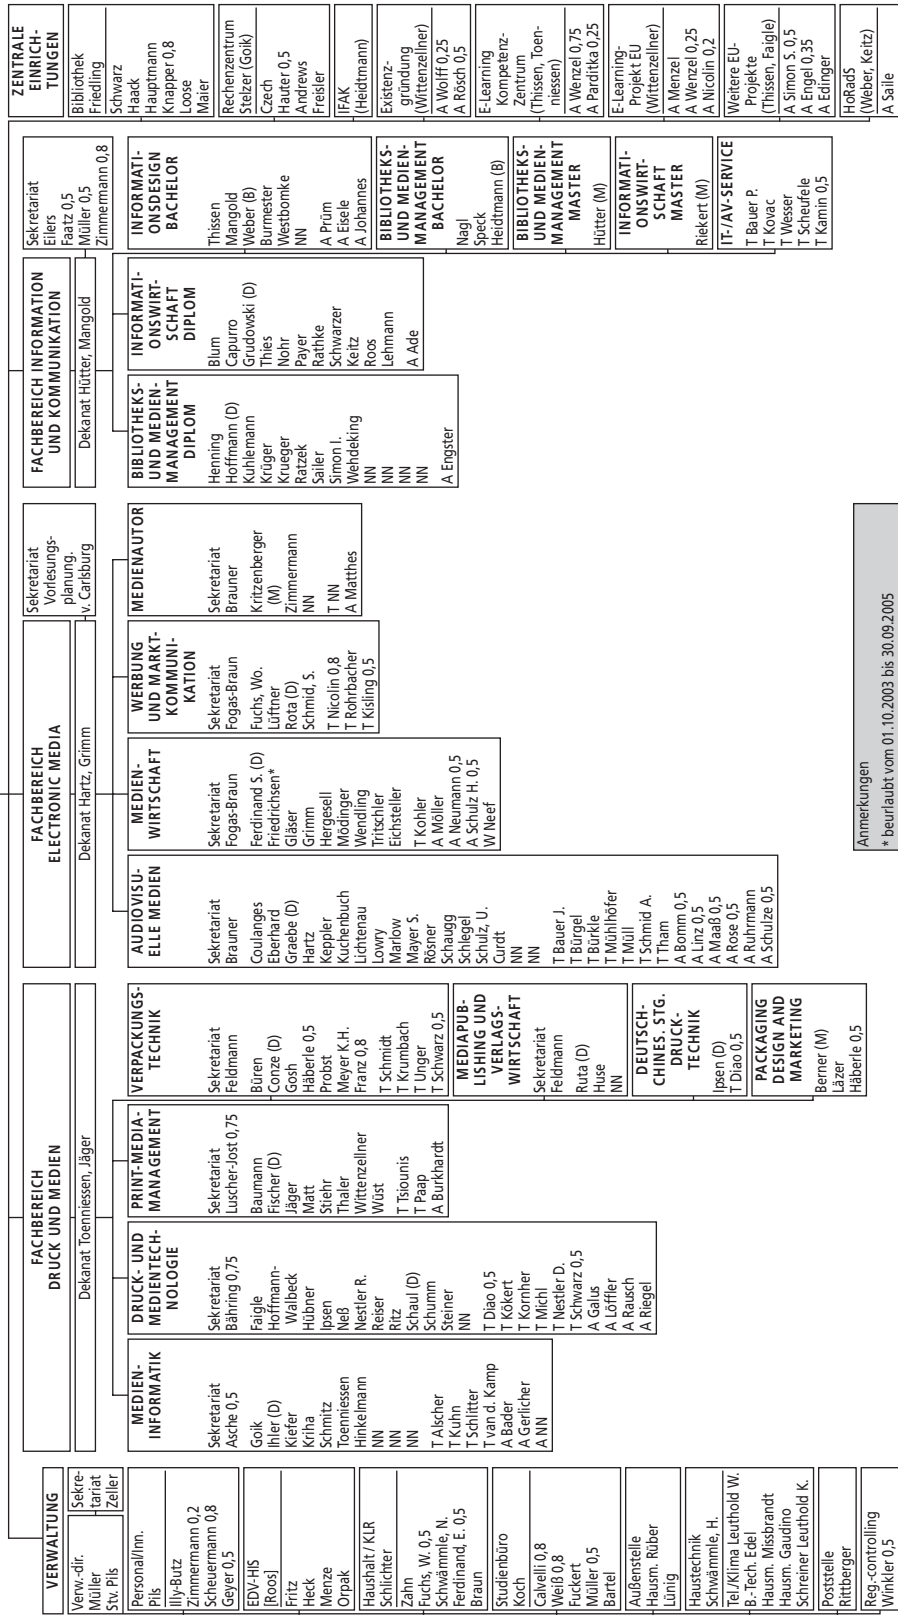 VERWALTUNG
Verw.-dir.
Müller
Stv. Pils
Sekre-
tariat
Zeller
Personal/Inn.
Pils
Illy-Butz
Zimmermann 0,2
Scheuermann 0,8
Geyer 0,5
EDV-HIS
[Roos]
Fritz
Heck
Menze
Orpak
Haushalt / KLR
Schlichter
Zahn
Fuchs, W. 0,5
Schwämmle, N.
Ferdinand, E. 0,5
Braun
Studienbüro
Koch
Calvelli 0,8
Weiß 0,8
Fuckert
Müller 0,5
Bartel
Außenstelle
Hausm. Rüber
Lünig
Haustechnik
Schwämmle, H.
Tel./Klima Leuthold W.
B.-Tech. Edel
Hausm. Missbrandt
Hausm. Gaudino
Schreiner Leuthold K.
Poststelle
Rittberger
Reg.-controlling
Winkler 0,5
FACHBEREICH
DRUCK UND MEDIEN
Dekanat Toenniessen, Jäger
MEDIEN-
INFORMATIK
Sekretariat
Asche 0,5
Goik
Ihler (D)
Kiefer
Kriha
Schmitz
Toenniessen
Hinkelmann
NN
NN
NN
T Alscher
T Kuhn
T Schlitter
T van d. Kamp
A Bader
A Gerlicher
A NN
DRUCK- UND
MEDIENTECH-
NOLOGIE
Sekretariat
Bähring 0,75
Faigle
Hoffmann-
Walbeck
Hübner
Ipsen
Neß
Nestler R.
Reiser
Ritz
Schaul (D)
Schumm
Steiner
NN
T Diao 0,5
T Kökert
T Kornher
T Michl
T Nestler D.
T Schwarz 0,5
A Galus
A Löffler
A Rausch
A Riegel
PRINT-MEDIA-
MANAGEMENT
Sekretariat
Luscher-Jost 0,75
Baumann
Fischer (D)
Jäger
Matt
Stiehr
Thaler
Wittenzellner
Wüst
T Tsiounis
T Paap
A Burkhardt
VERPACKUNGS-
TECHNIK
Sekretariat
Feldmann
Büren
Conze (D)
Gosh
Häberle 0,5
Probst
Meyer K.H.
Franz 0,8
T Schmidt
T Krumbach
T Unger
T Schwarz 0,5
MEDIAPUB-
LISHING UND
VERLAGS-
WIRTSCHAFT
Sekretariat
Feldmann
Ruta (D)
Huse
NN
DEUTSCH-
CHINES. STG.
DRUCK-
TECHNIK
Ipsen (D)
T Diao 0,5
PACKAGING
DESIGN AND
MARKETING
Berner (M)
Läzer
Häberle 0,5
FACHBEREICH
ELECTRONIC MEDIA
Dekanat Hartz, Grimm
Sekretariat
Vorlesungs-
planung.
v. Carlsburg
AUDIOVISU-
ELLE MEDIEN
Sekretariat
Brauner
Coulanges
Eberhard
Graebe (D)
Hartz
Keppler
Kuchenbuch
Lichtenau
Lowry
Marlow
Mayer S.
Rösner
Schaugg
Schlegel
Schulz, U.
Curdt
NN
NN
T Bauer J.
T Bürgel
T Bürkle
T Mühlhöfer
T Müll
T Schmid A.
T Tham
A Bomm 0,5
A Linz 0,5
A Maaß 0,5
A Rose 0,5
A Ruhrmann
A Schulze 0,5
MEDIEN-
WIRTSCHAFT
Sekretariat
Fogas-Braun
Ferdinand S. (D)
Friedrichsen*
Gläser
Grimm
Hergesell
Mödinger
Wendling
Tritschler
Eichsteller
T Kohler
A Möller
A Neumann 0,5
A Schulz H. 0,5
W Neef
WERBUNG
UND MARKT-
KOMMUNI-
KATION
Sekretariat
Fogas-Braun
Fuchs, Wo.
Lüftner
Rota (D)
Schmid, S.
T Nicolin 0,8
T Rohrbacher
T Kisling 0,5
MEDIENAUTOR
Sekretariat
Brauner
Kritzenberger
(M)
Zimmermann
NN
T NN
A Matthes
FACHBEREICH INFORMATION
UND KOMMUNIKATION
Dekanat Hütter, Mangold
Sekretariat
Eilers
Faatz 0,5
Müller 0,5
Zimmermann 0,8
BIBLIOTHEKS-
UND MEDIEN-
MANAGEMENT
DIPLOM
Henning
Hoffmann (D)
Kuhlemann
Krüger
Krueger
Ratzek
Sailer
Simon I.
Wehdeking
NN
NN
NN
NN
A Engster
INFORMATI-
ONSWIRT-
SCHAFT
DIPLOM
Blum
Capurro
Grudowski (D)
Thies
Nohr
Payer
Rathke
Schwarzer
Keitz
Roos
Lehmann
A Ade
INFORMATI-
ONSDESIGN
BACHELOR
Thissen
Mangold
Weber (B)
Burmester
Westbomke
NN
A Prüm
A Eisele
A Johannes
BIBLIOTHEKS-
UND MEDIEN-
MANAGEMENT
BACHELOR
Nagl
Speck
Heidtmann (B)
BIBLIOTHEKS-
UND MEDIEN-
MANAGEMENT
MASTER
Hütter (M)
INFORMATI-
ONSWIRT-
SCHAFT
MASTER
Riekert (M)
IT-/AV-SERVICE
T Bauer P.
T Kovac
T Wesser
T Scheufele
T Kamin 0,5
ZENTRALE
EINRICH-
TUNGEN
Bibliothek
Friedling
Schwarz
Haack
Hauptmann
Knapper 0,8
Loose
Maier
Rechenzentrum
Stelzer (Goik)
Czech
Hauter 0,5
Andrews
Freisler
IFAK
(Heidtmann)
Existenz-
gründung
(Wittenzellner)
A Wolff 0,25
A Rösch 0,5
E-Learning
Kompetenz-
Zentrum
(Thissen, Toen-
niessen)
A Wenzel 0,75
A Parditka 0,25
E-Learning-
Projekt EU
(Wittenzellner)
A Menzel
A Wenzel 0,25
A Nicolin 0,2
Weitere EU-
Projekte
(Thissen, Faigle)
A Simon S. 0,5
A Engel 0,35
A Edinger
HoRadS
(Weber, Keitz)
A Saile
Anmerkungen
* beurlaubt vom 01.10.2003 bis 30.09.2005